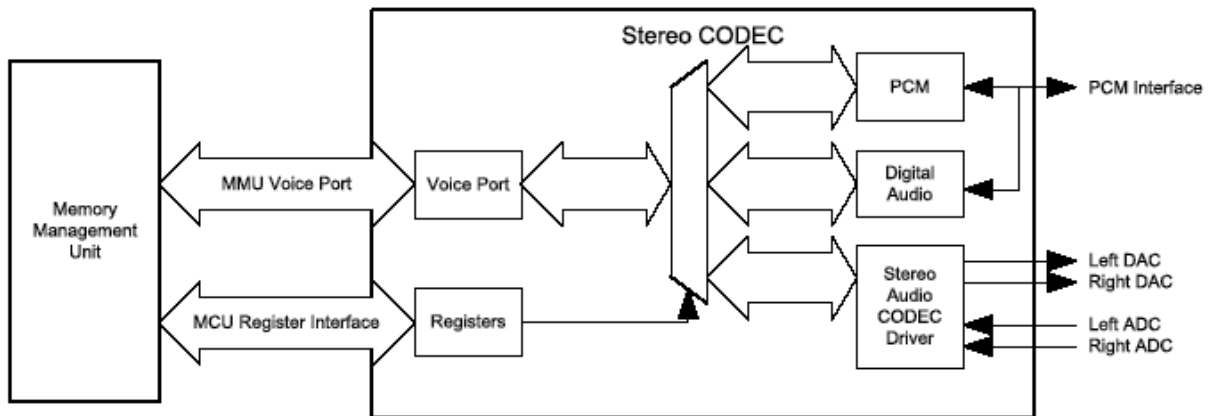 Stereo CODEC
PCM
PCM Interface
MMU Voice Port
Voice Port
Digital
Audio
Memory
Management
Unit
Left DAC
Right DAC
Stereo
Audio
CODEC
Driver
MCU Register Interface
Registers
Left ADC
Right ADC